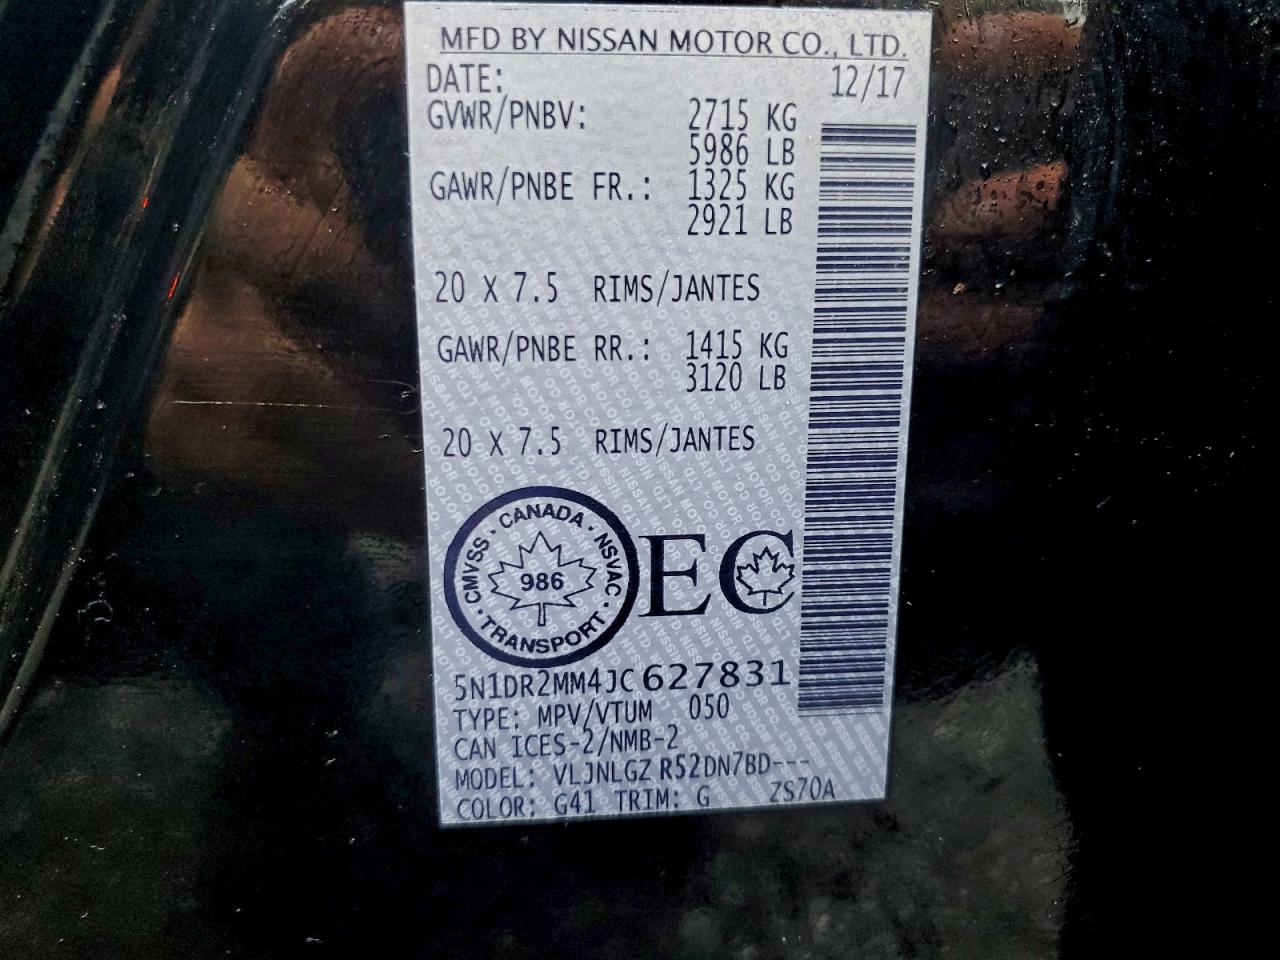 MFD BY NISSAN MOTOR CO., LTD.
DATE: 12/17
GVWR/PNBV: 2715 KG
5986 LB
GAWR/PNBE FR.: 1325 KG
2921 LB
20 X 7.5 RIMS/JANTES
GAWR/PNBE RR.: 1415 KG
3120 LB
20 X 7.5 RIMS/JANTES
CANADA · NSVAC · TRANSPORT · CMVSS ·
986
EC
5N1DR2MM4JC627831
TYPE: MPV/VTUM 050
CAN ICES-2/NMB-2
MODEL: VLJNLGZ R52DN7BD---
COLOR: G41 TRIM: G ZS70A